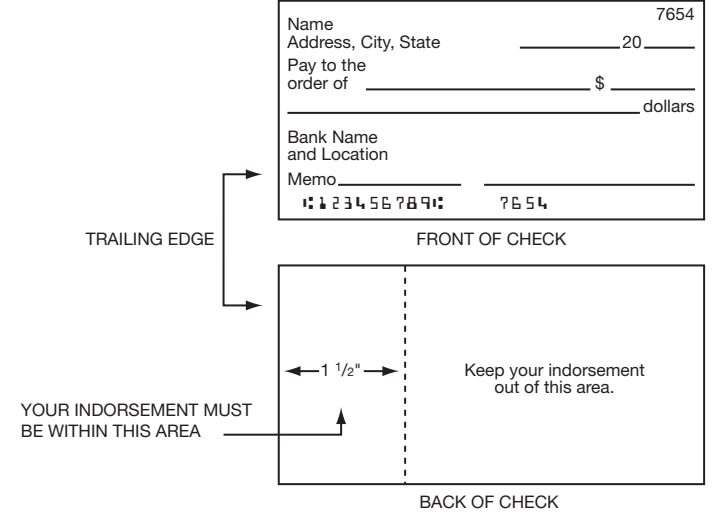 7654
Name
Address, City, State 20
Pay to the
order of $
dollars
Bank Name
and Location
Memo
⑆123456789⑆ 7654
TRAILING EDGE
FRONT OF CHECK
1 1/2"
Keep your indorsement
out of this area.
YOUR INDORSEMENT MUST
BE WITHIN THIS AREA
BACK OF CHECK